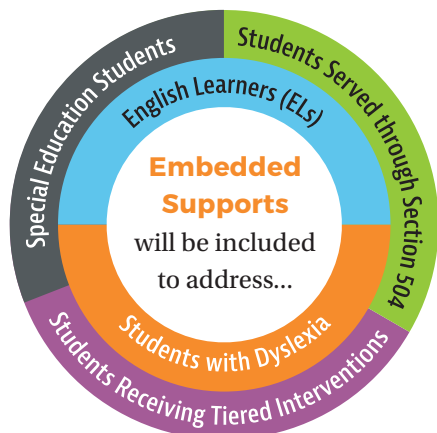 Special Education Students
Students Served through Section 504
English Learners (ELs)
Embedded
Supports
will be included
to address...
Students with Dyslexia
Students Receiving Tiered Interventions